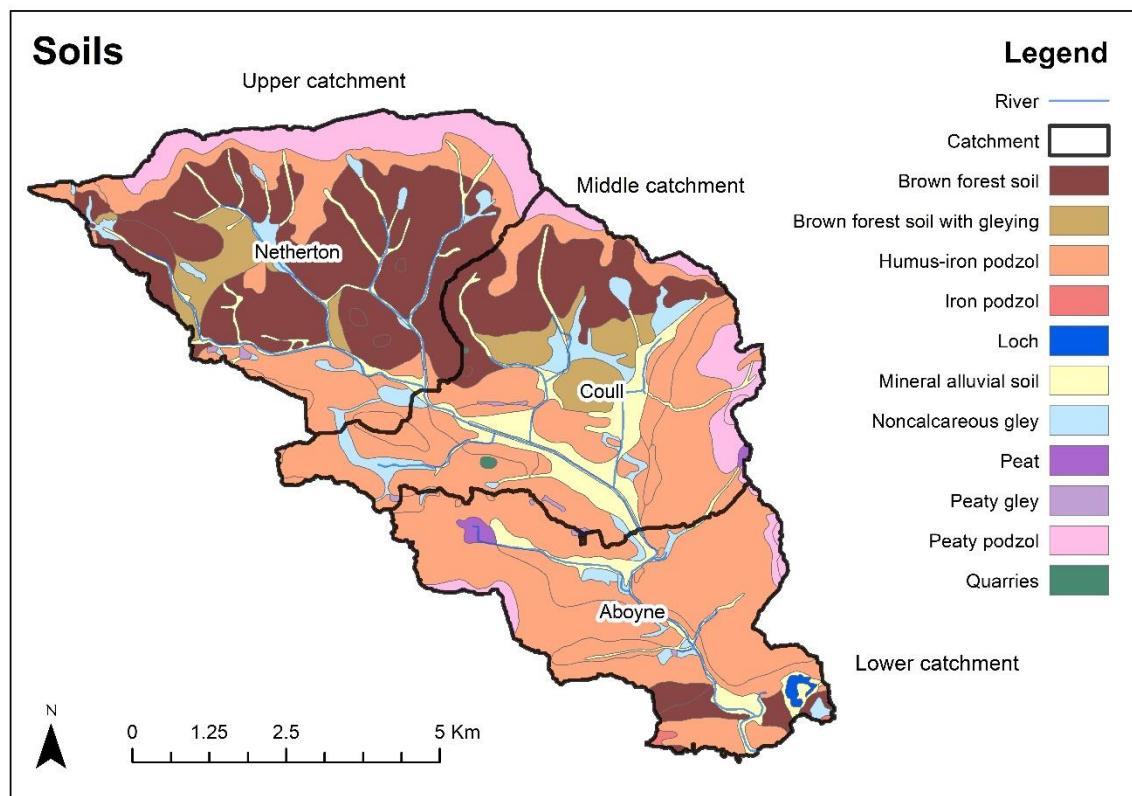 Soils
Upper catchment
Middle catchment
Lower catchment
Netherton
Coull
Aboyne
N
0 1.25 2.5 5 Km
Legend
River
Catchment
Brown forest soil
Brown forest soil with gleying
Humus-iron podzol
Iron podzol
Loch
Mineral alluvial soil
Noncalcareous gley
Peat
Peaty gley
Peaty podzol
Quarries